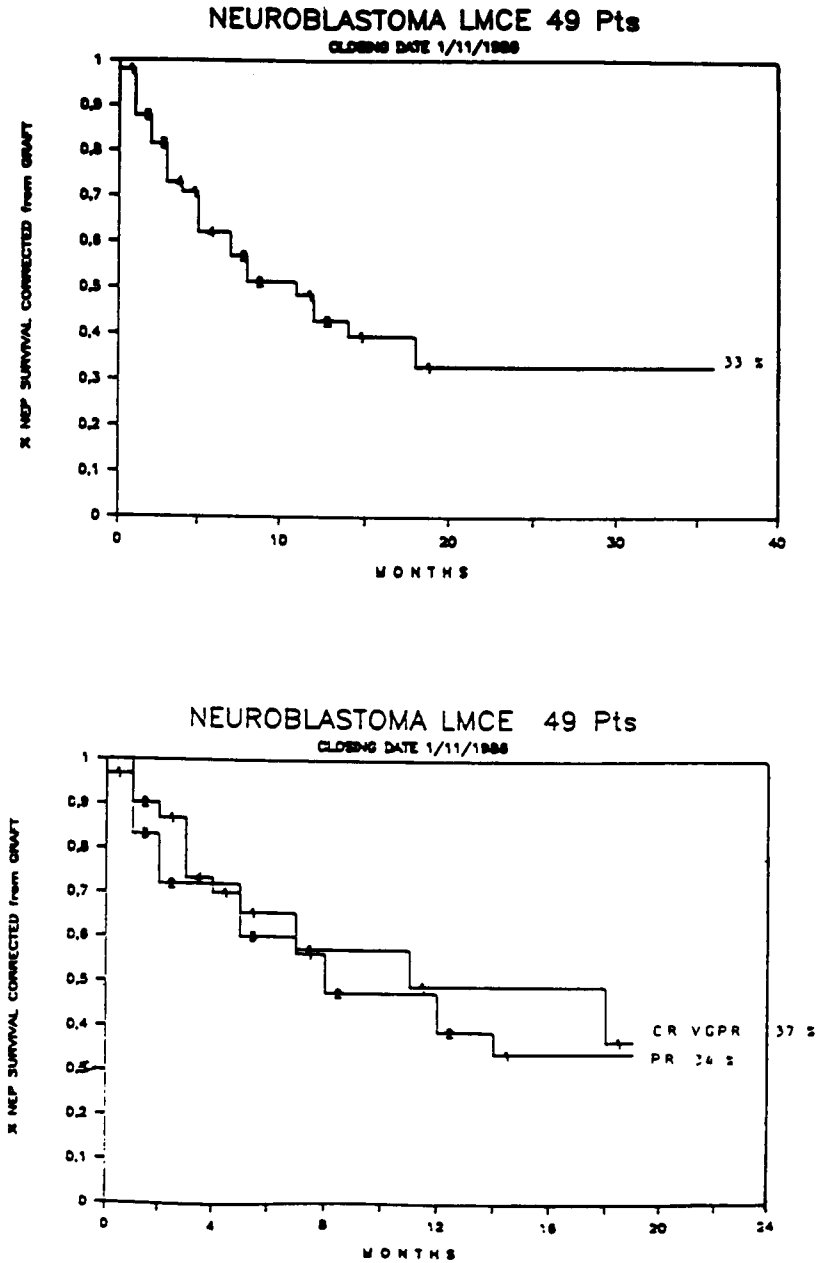 NEUROBLASTOMA LMCE 49 Pts
CLOSING DATE 1/11/1986
% NEP SURVIVAL CORRECTED from GRAFT
1
0,9
0,8
0,7
0,6
0,5
0,4
0,3
0,2
0,1
0
33 %
0 10 20 30 40
MONTHS
NEUROBLASTOMA LMCE 49 Pts
CLOSING DATE 1/11/1986
% NEP SURVIVAL CORRECTED from GRAFT
1
0,9
0,8
0,7
0,6
0,5
0,4
0,3
0,2
0,1
0
CR VGPR 37 %
PR 34 %
0 4 8 12 16 20 24
MONTHS